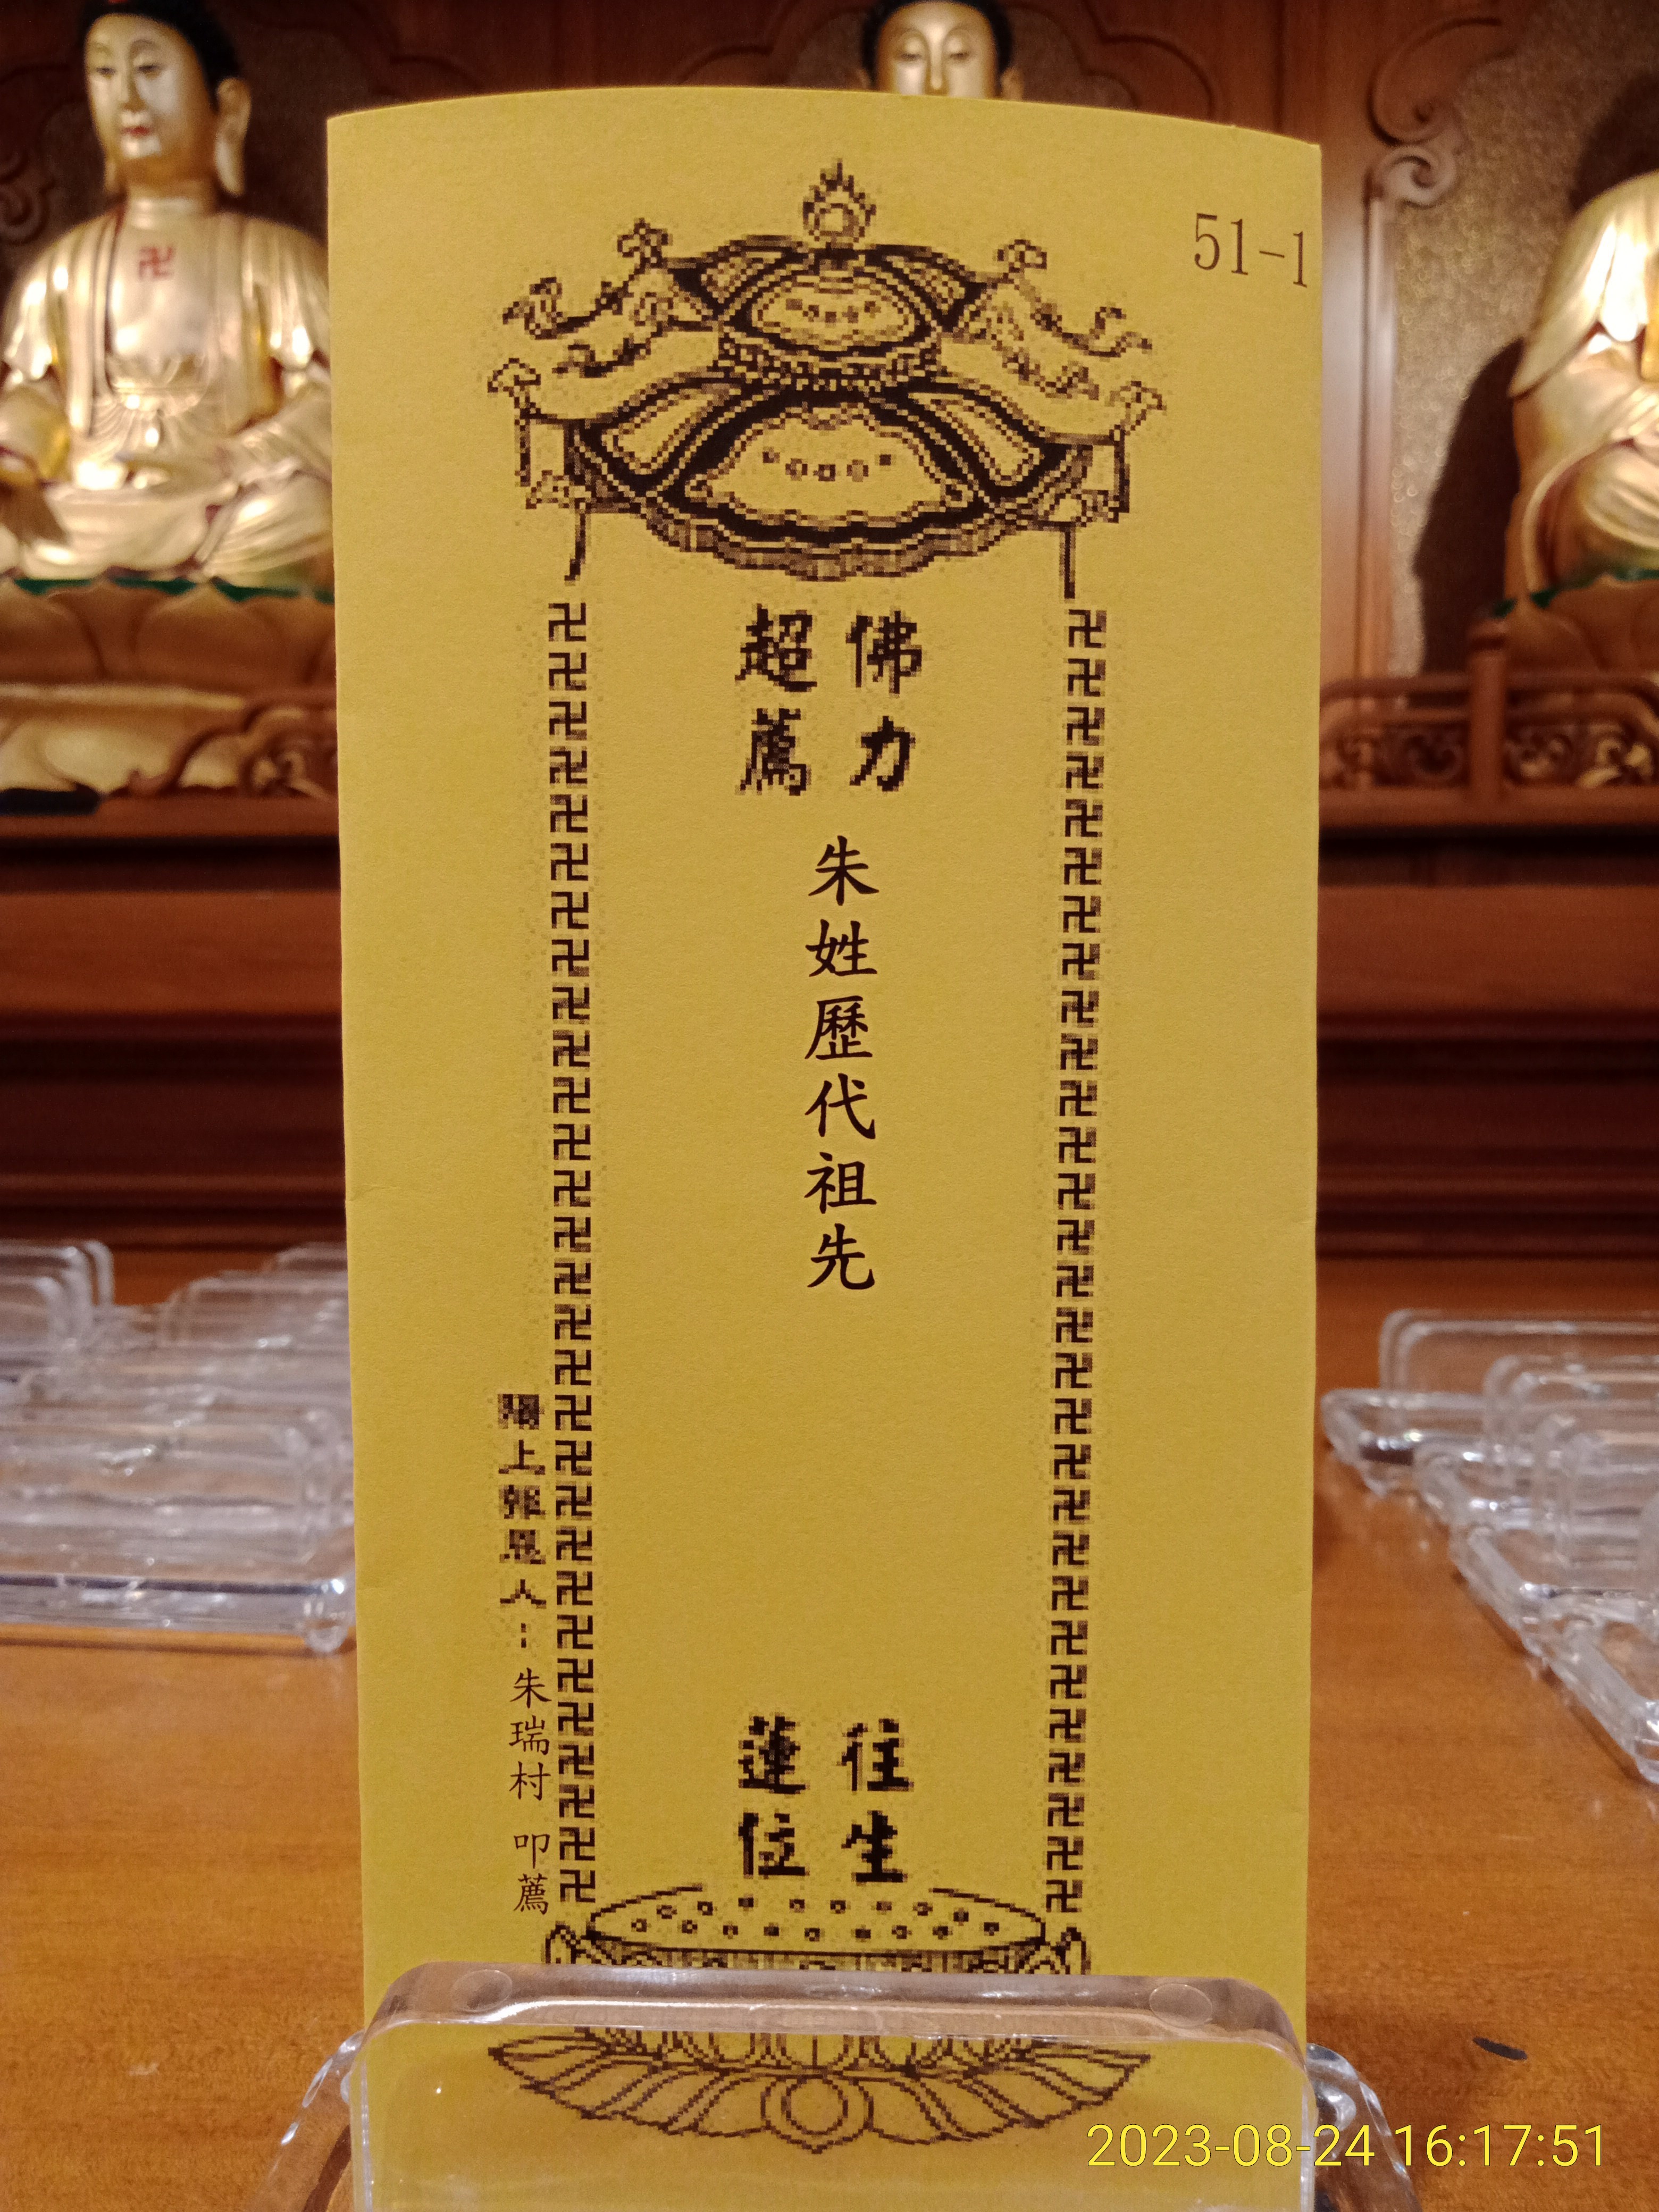 51-1
佛力
超薦
朱姓歷代祖先
往生
蓮位
陽上報恩人：朱瑞村 叩薦
2023-08-24 16:17:51